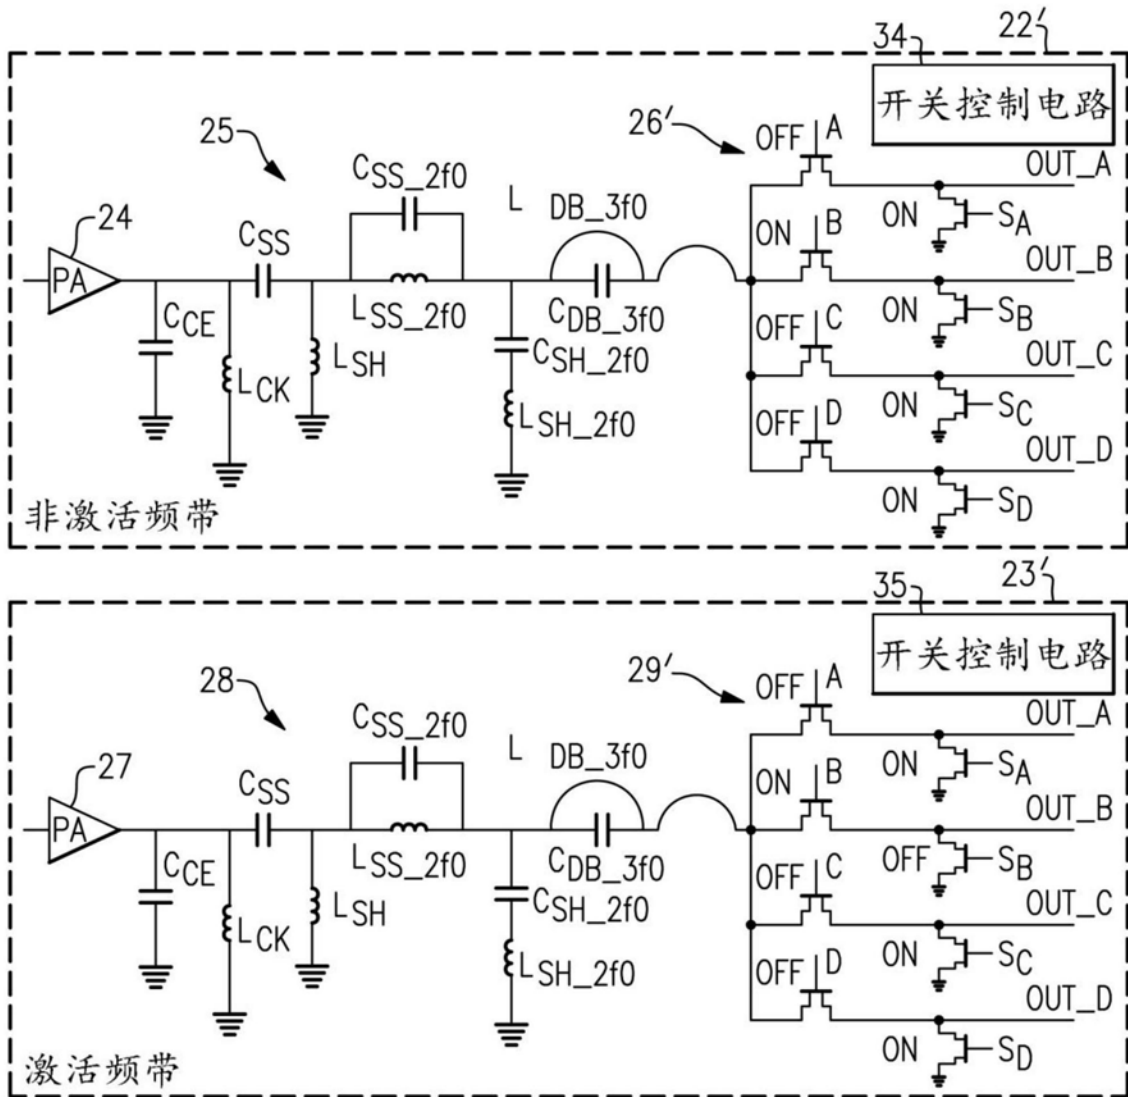 34
22′
开关控制电路
25
26′
OFF
A
OUT_A
C_SS_2f0
L
DB_3f0
24
C_SS
ON
B
ON
S_A
OUT_B
PA
C_CE
L_SS_2f0
C_DB_3f0
OFF
C
ON
S_B
OUT_C
L_CK
L_SH
C_SH_2f0
L_SH_2f0
OFF
D
ON
S_C
OUT_D
ON
S_D
非激活频带
35
23′
开关控制电路
28
29′
OFF
A
OUT_A
C_SS_2f0
L
DB_3f0
27
C_SS
ON
B
ON
S_A
OUT_B
PA
C_CE
L_SS_2f0
C_DB_3f0
OFF
C
OFF
S_B
OUT_C
L_CK
L_SH
C_SH_2f0
L_SH_2f0
OFF
D
ON
S_C
OUT_D
ON
S_D
激活频带